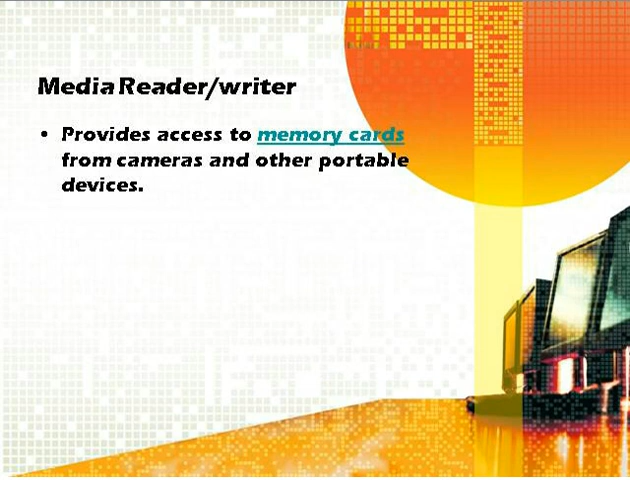 Media Reader/writer
• Provides access to memory cards
from cameras and other portable
devices.